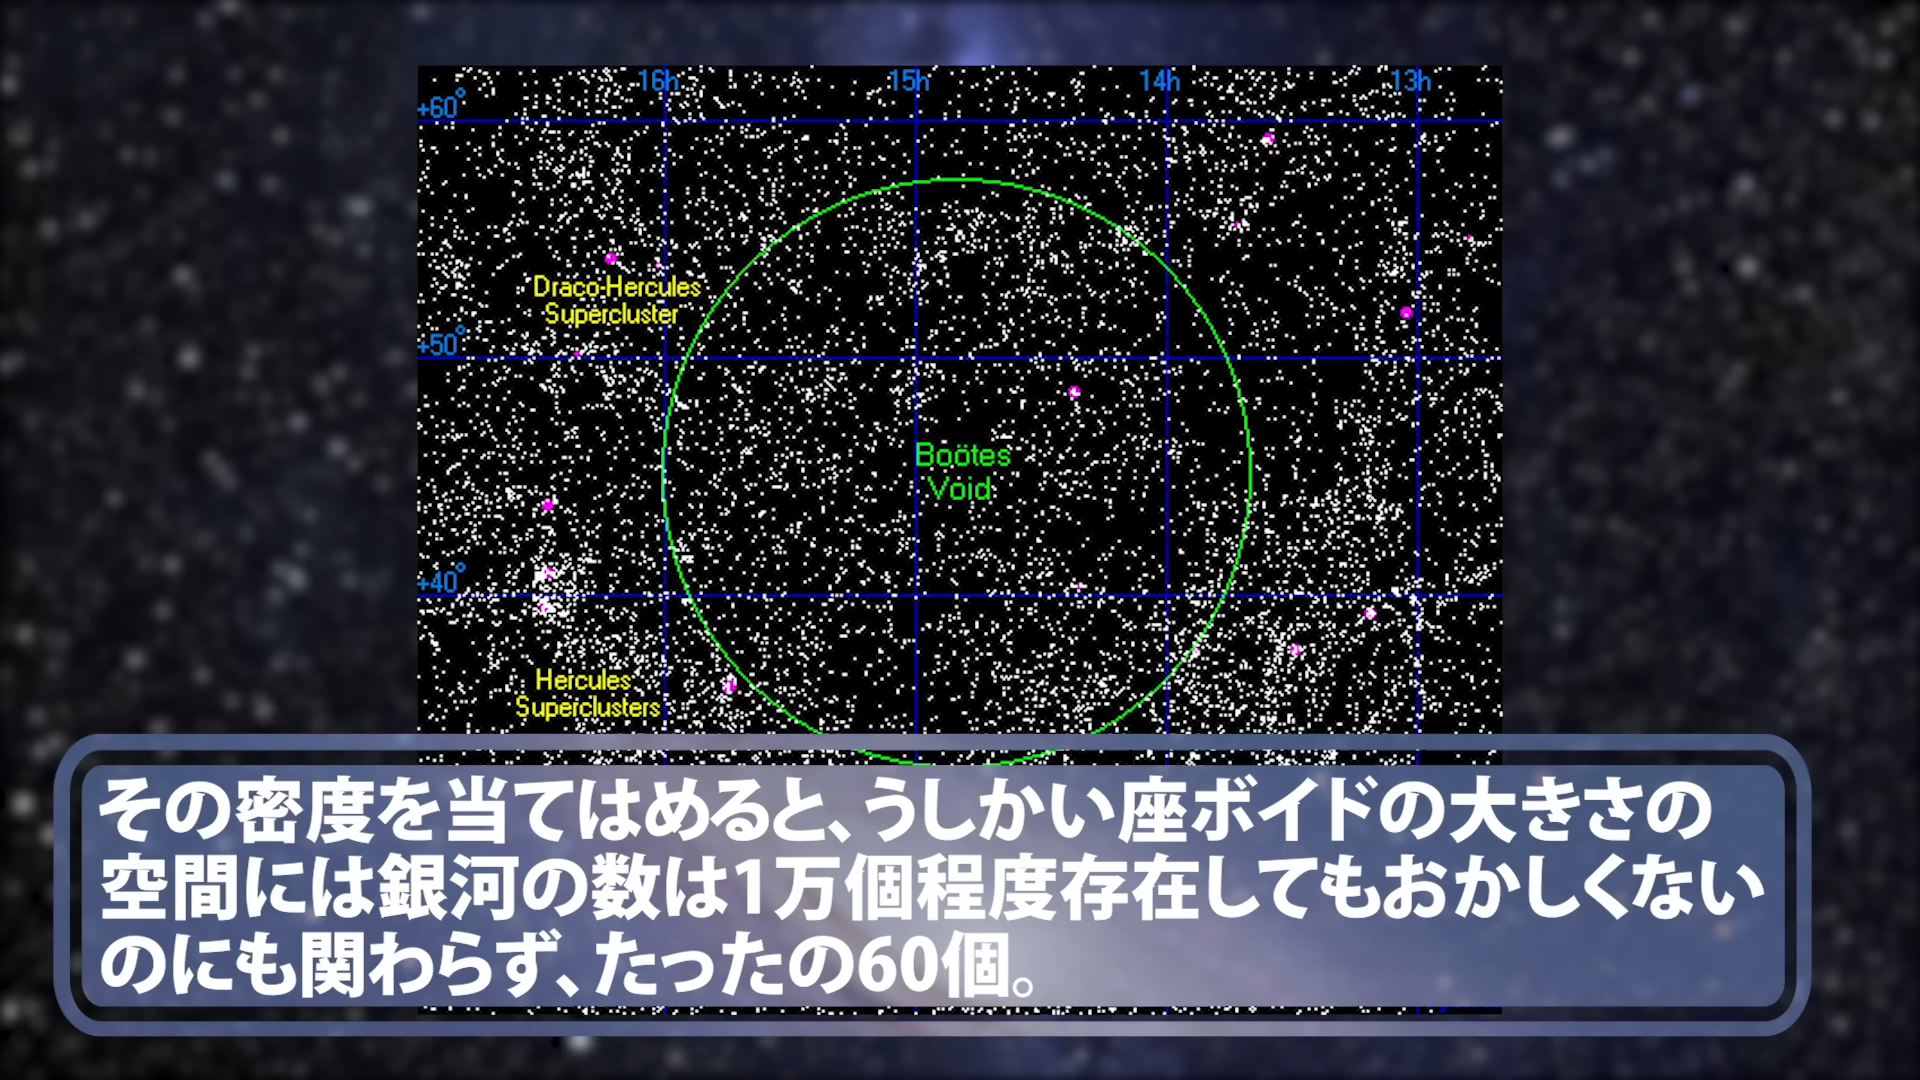 16h 15h 14h 13h
+60°
Draco-Hercules
Supercluster
+50°
Boötes
Void
+40°
Hercules
Superclusters
その密度を当てはめると、うしかい座ボイドの大きさの
空間には銀河の数は1万個程度存在してもおかしくない
のにも関わらず、たったの60個。